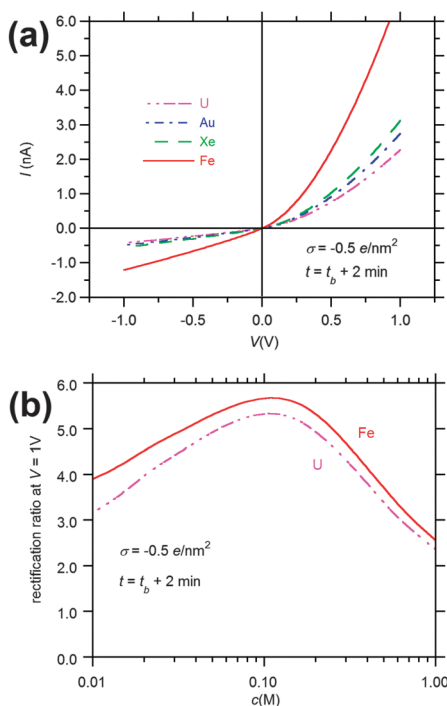 (a)
I (nA)
6.0
5.0
4.0
3.0
2.0
1.0
0.0
-1.0
-2.0
U
Au
Xe
Fe
σ = -0.5 e/nm²
t = t_b + 2 min
-1.0 -0.5 0.0 0.5 1.0
V(V)
(b)
rectification ratio at V = 1V
6.0
5.0
4.0
3.0
2.0
1.0
0.0
Fe
U
σ = -0.5 e/nm²
t = t_b + 2 min
0.01 0.10 1.00
c(M)